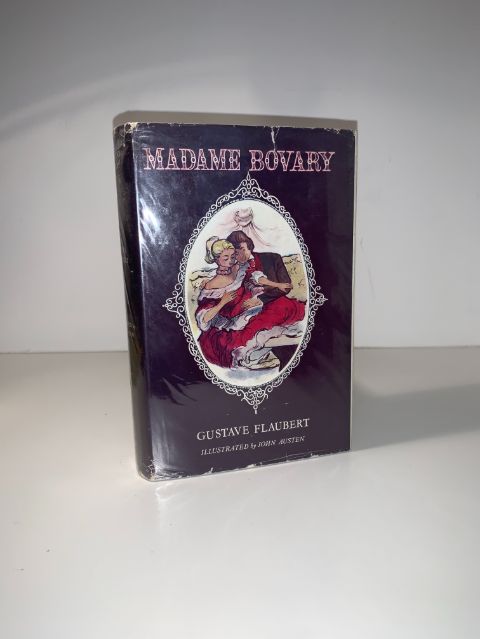 MADAME BOVARY
GUSTAVE FLAUBERT
ILLUSTRATED by JOHN AUSTEN